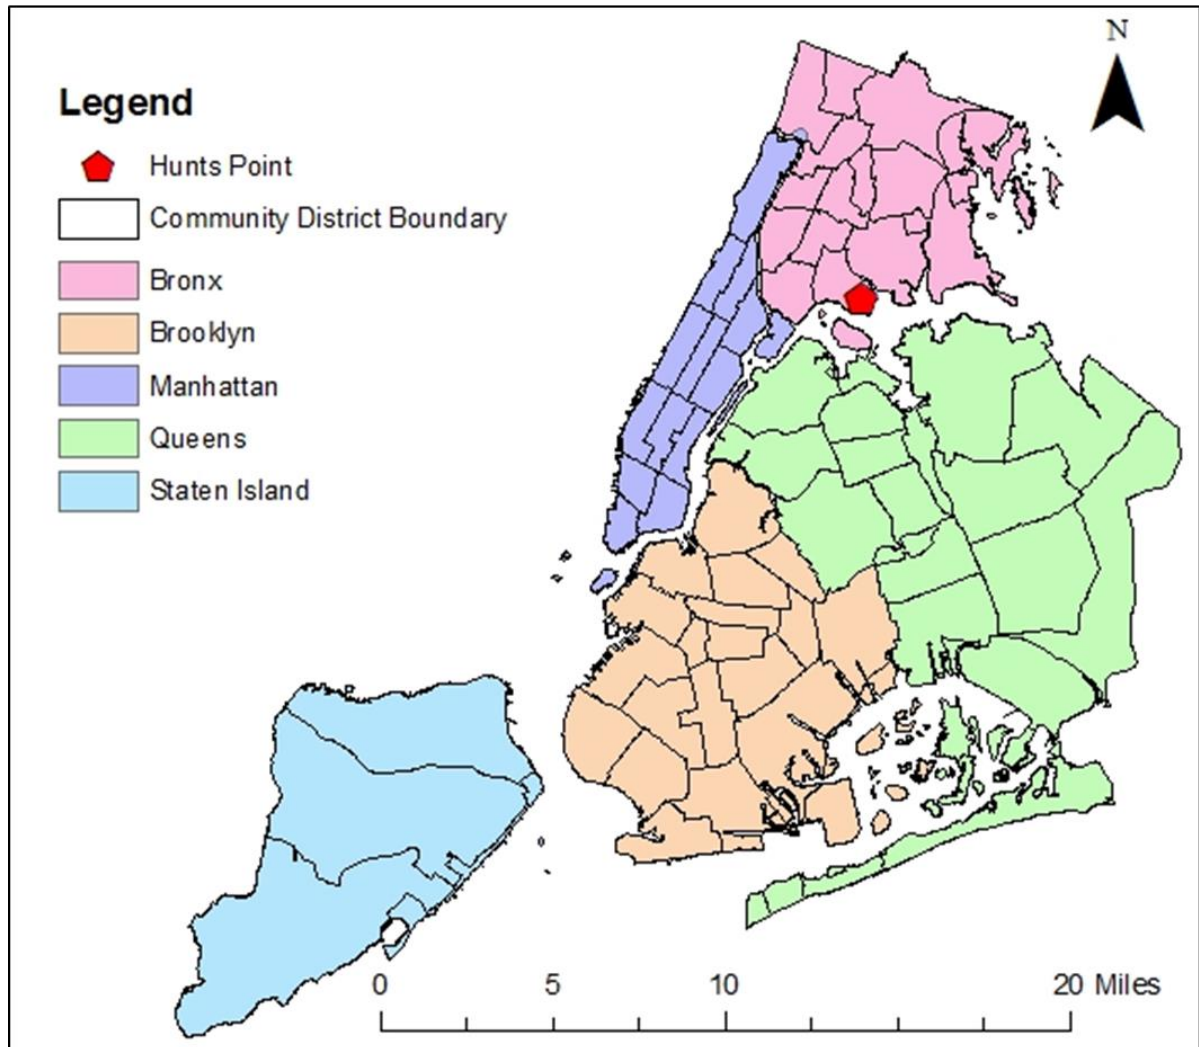 N
Legend
Hunts Point
Community District Boundary
Bronx
Brooklyn
Manhattan
Queens
Staten Island
0 5 10 20 Miles